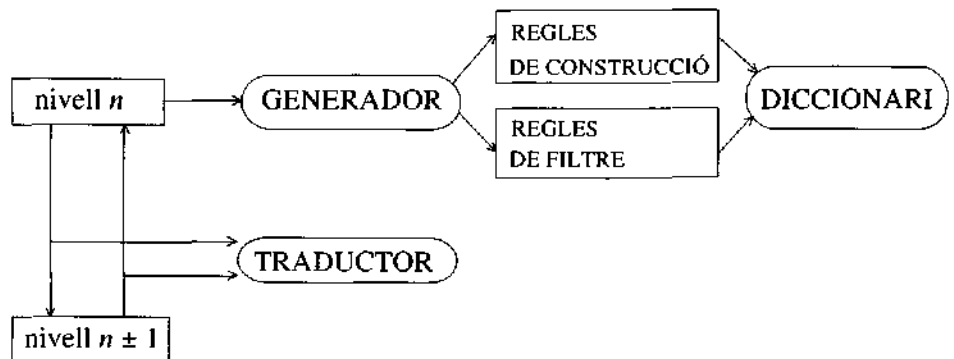 REGLES
DE CONSTRUCCIÓ
nivell n
GENERADOR
DICCIONARI
REGLES
DE FILTRE
TRADUCTOR
nivell n ± 1